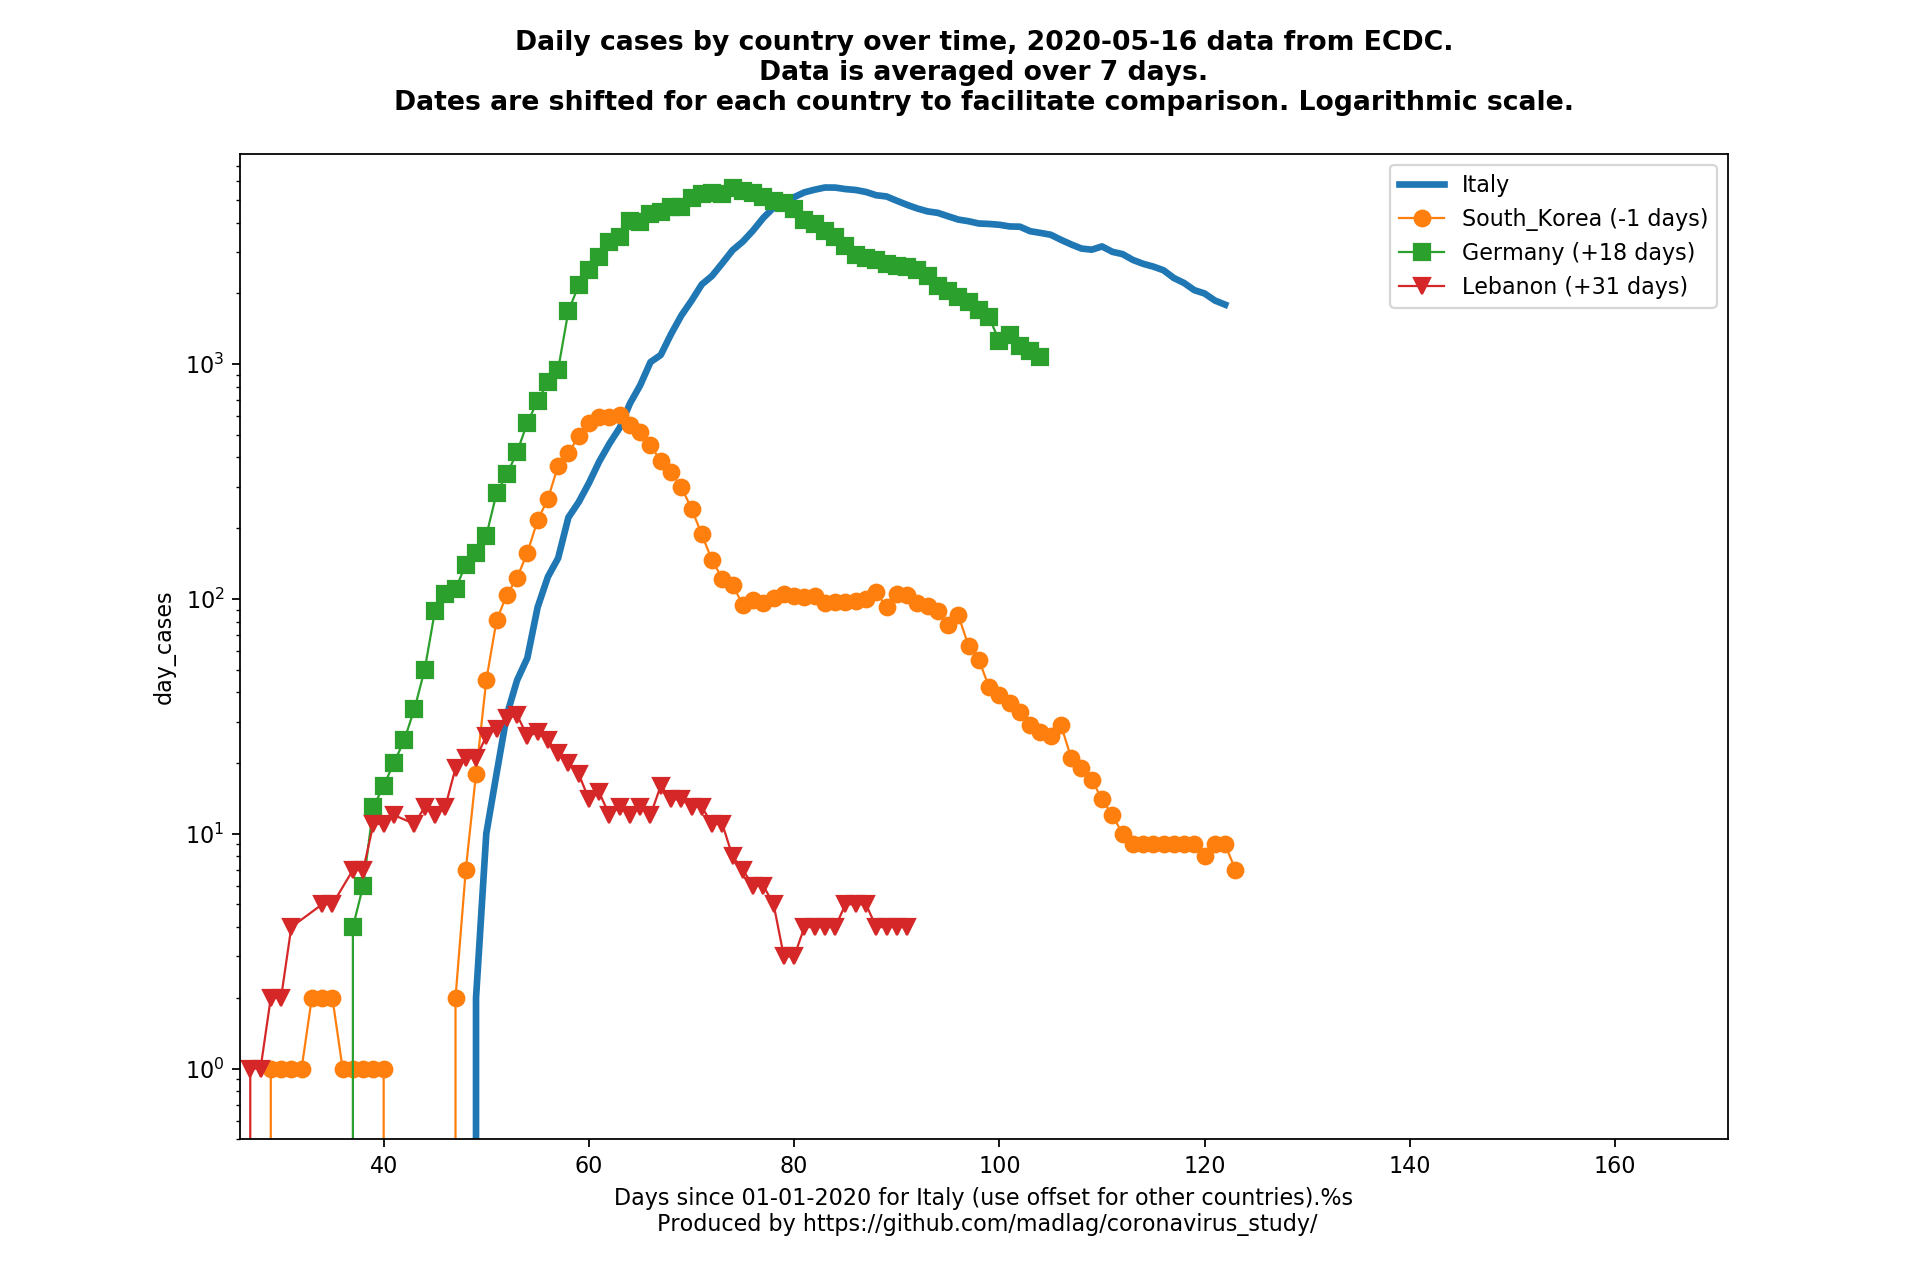 Daily cases by country over time, 2020-05-16 data from ECDC.
Data is averaged over 7 days.
Dates are shifted for each country to facilitate comparison. Logarithmic scale.
Italy
South_Korea (-1 days)
Germany (+18 days)
Lebanon (+31 days)
day_cases
10³
10²
10¹
10⁰
40 60 80 100 120 140 160
Days since 01-01-2020 for Italy (use offset for other countries).%s
Produced by https://github.com/madlag/coronavirus_study/